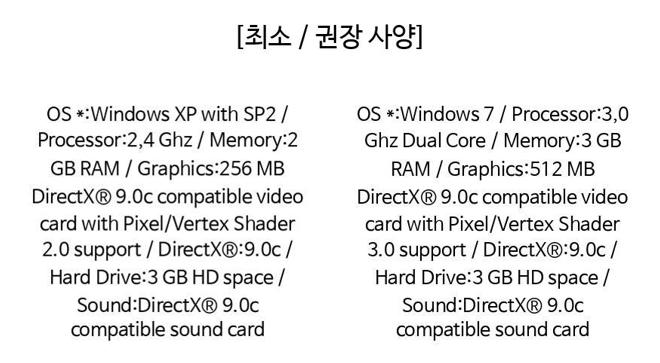 [최소 / 권장 사양]
OS *:Windows XP with SP2 /
Processor:2,4 Ghz / Memory:2
GB RAM / Graphics:256 MB
DirectX® 9.0c compatible video
card with Pixel/Vertex Shader
2.0 support / DirectX®:9.0c /
Hard Drive:3 GB HD space /
Sound:DirectX® 9.0c
compatible sound card
OS *:Windows 7 / Processor:3,0
Ghz Dual Core / Memory:3 GB
RAM / Graphics:512 MB
DirectX® 9.0c compatible video
card with Pixel/Vertex Shader
3.0 support / DirectX®:9.0c /
Hard Drive:3 GB HD space /
Sound:DirectX® 9.0c
compatible sound card